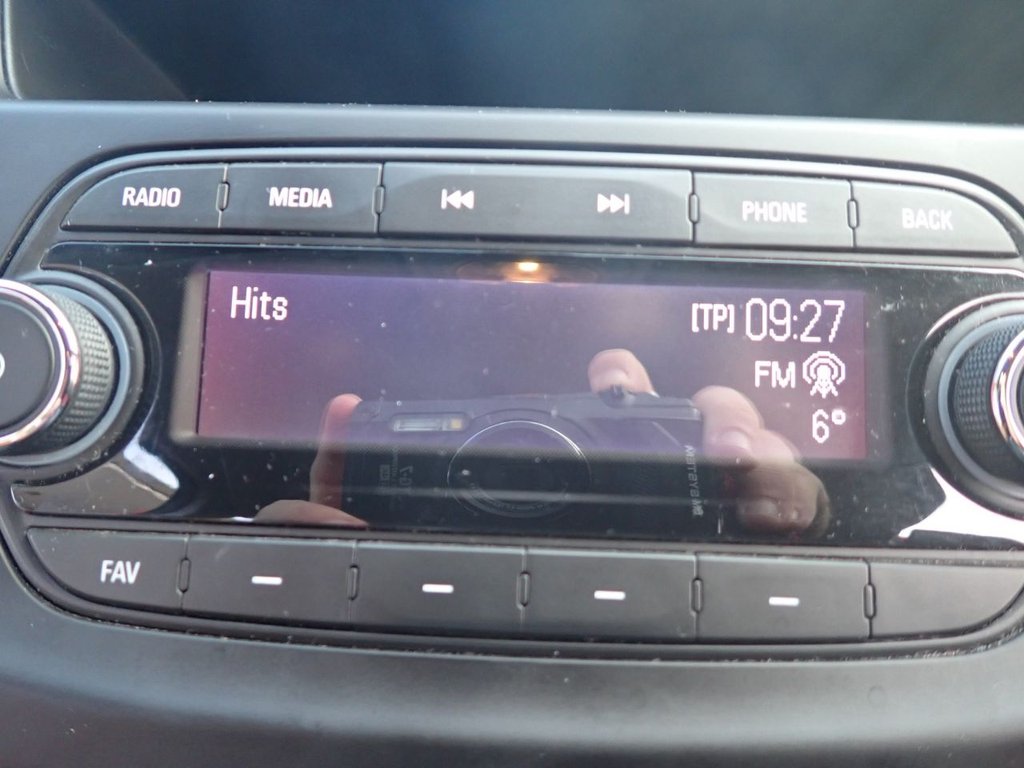 RADIO MEDIA PHONE BACK
Hits [TP] 09:27
FM
6°
FAV